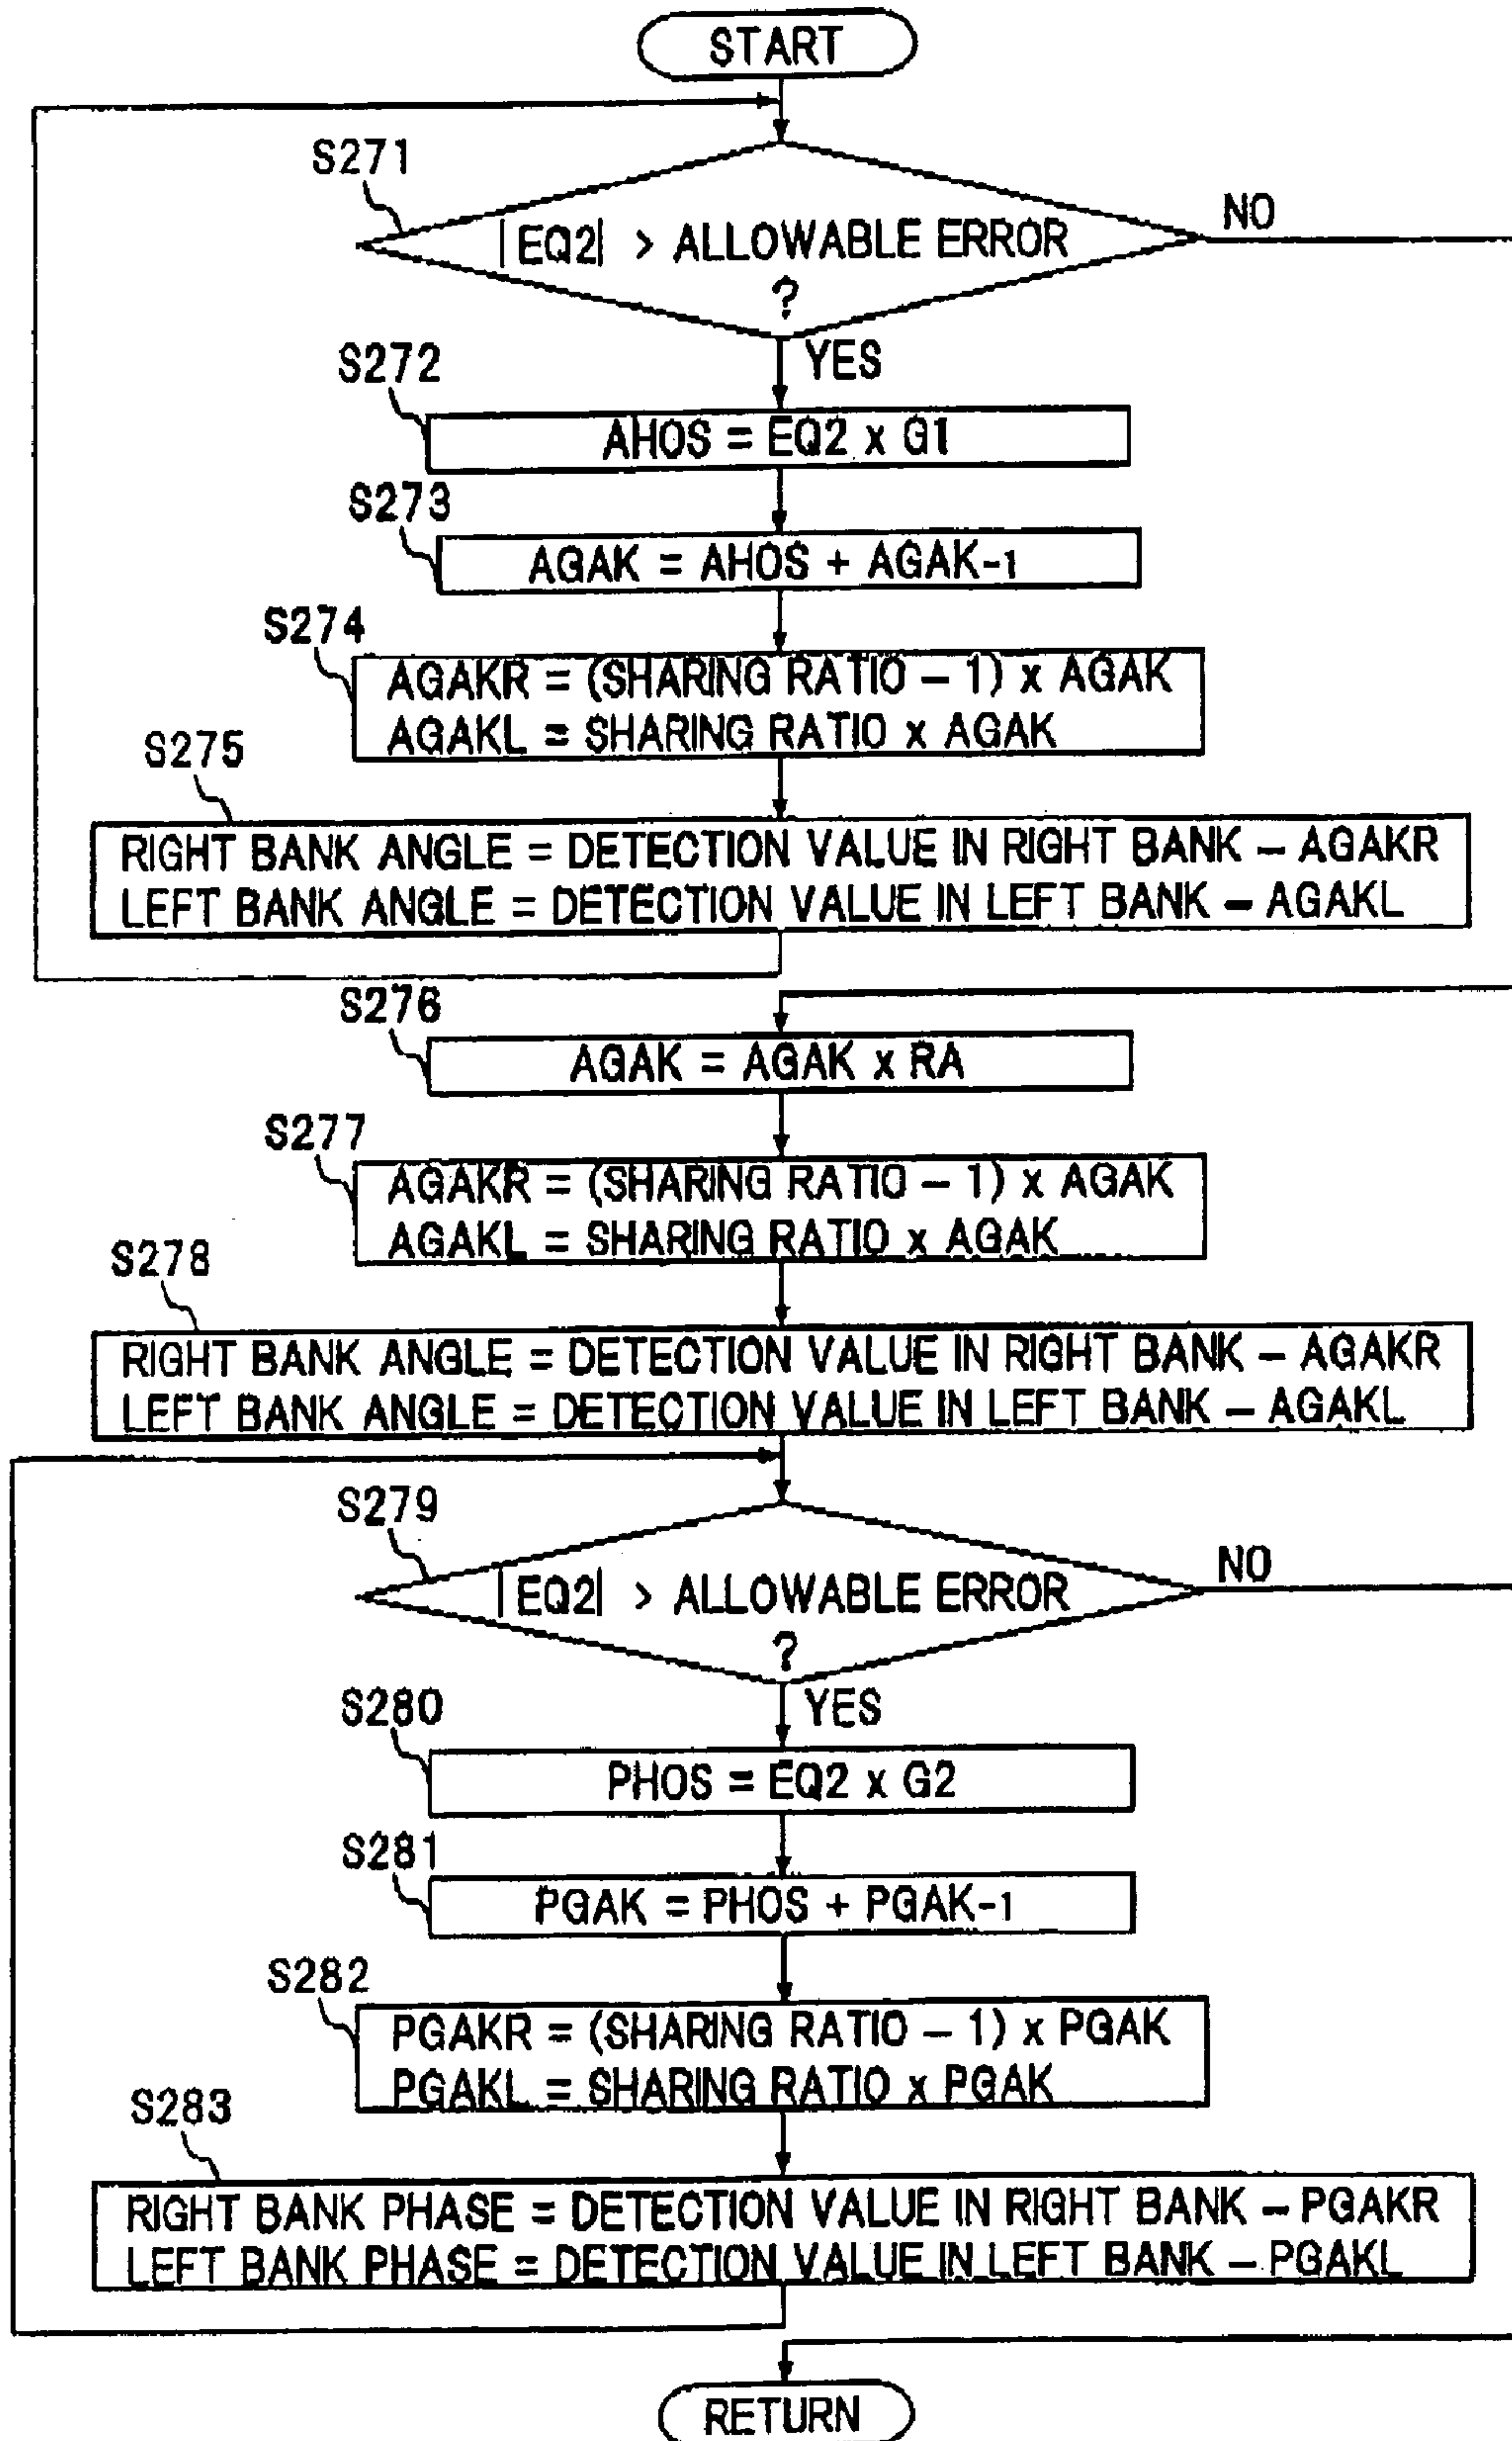 START
S271
|EQ2| > ALLOWABLE ERROR
?
NO
YES
S272
AHOS = EQ2 x G1
S273
AGAK = AHOS + AGAK-1
S274
AGAKR = (SHARING RATIO – 1) x AGAK
AGAKL = SHARING RATIO x AGAK
S275
RIGHT BANK ANGLE = DETECTION VALUE IN RIGHT BANK – AGAKR
LEFT BANK ANGLE = DETECTION VALUE IN LEFT BANK – AGAKL
S276
AGAK = AGAK x RA
S277
AGAKR = (SHARING RATIO – 1) x AGAK
AGAKL = SHARING RATIO x AGAK
S278
RIGHT BANK ANGLE = DETECTION VALUE IN RIGHT BANK – AGAKR
LEFT BANK ANGLE = DETECTION VALUE IN LEFT BANK – AGAKL
S279
|EQ2| > ALLOWABLE ERROR
?
NO
YES
S280
PHOS = EQ2 x G2
S281
PGAK = PHOS + PGAK-1
S282
PGAKR = (SHARING RATIO – 1) x PGAK
PGAKL = SHARING RATIO x PGAK
S283
RIGHT BANK PHASE = DETECTION VALUE IN RIGHT BANK – PGAKR
LEFT BANK PHASE = DETECTION VALUE IN LEFT BANK – PGAKL
RETURN